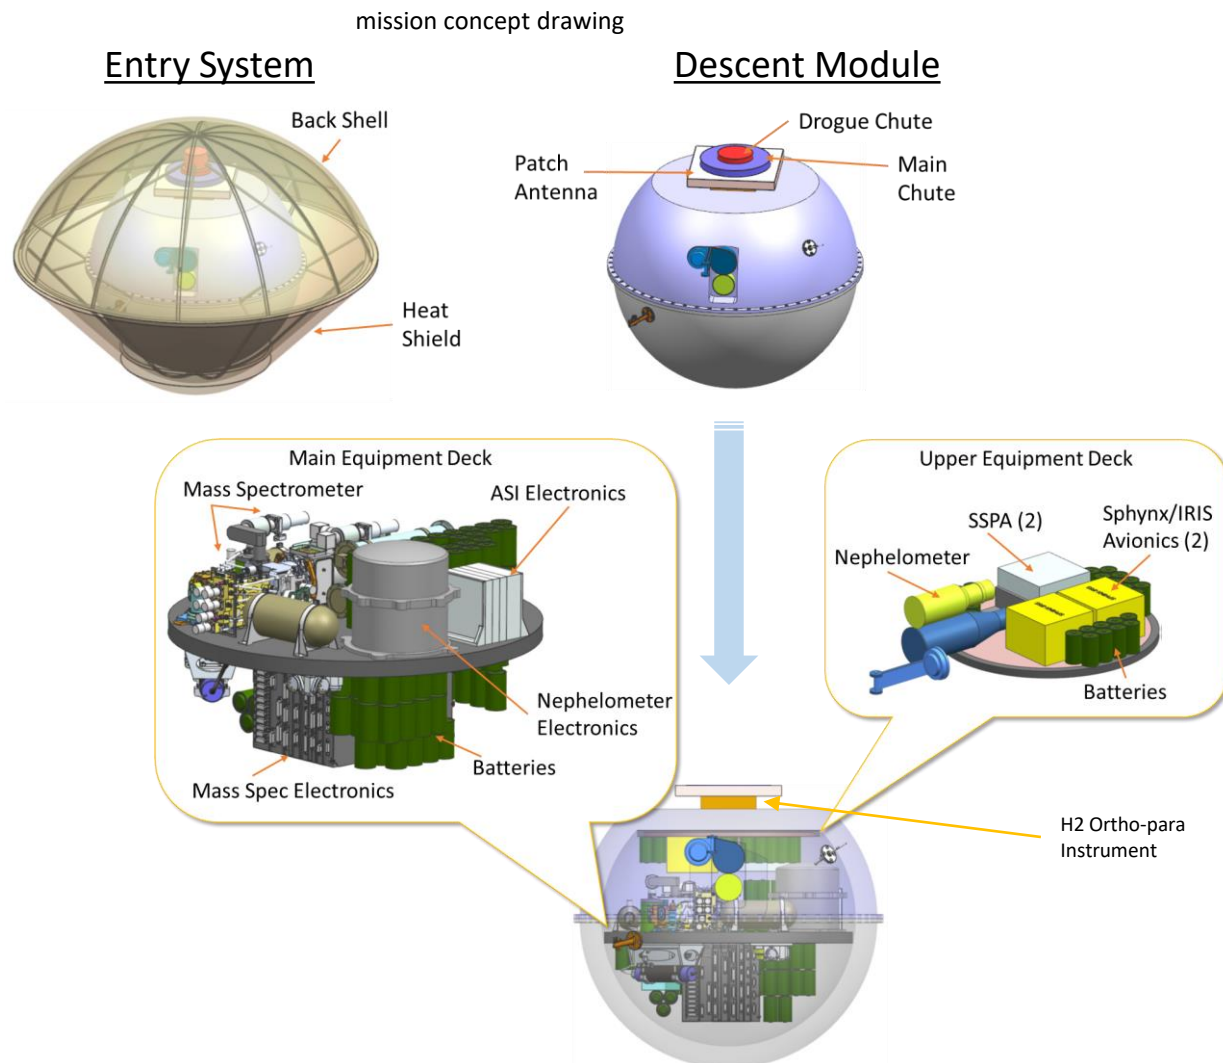 mission concept drawing
Entry System
Descent Module
Back Shell
Drogue Chute
Patch
Antenna
Main
Chute
Heat
Shield
Main Equipment Deck
Mass Spectrometer
ASI Electronics
Nephelometer
Electronics
Batteries
Mass Spec Electronics
Upper Equipment Deck
SSPA (2)
Sphynx/IRIS
Avionics (2)
Nephelometer
Batteries
H2 Ortho-para
Instrument